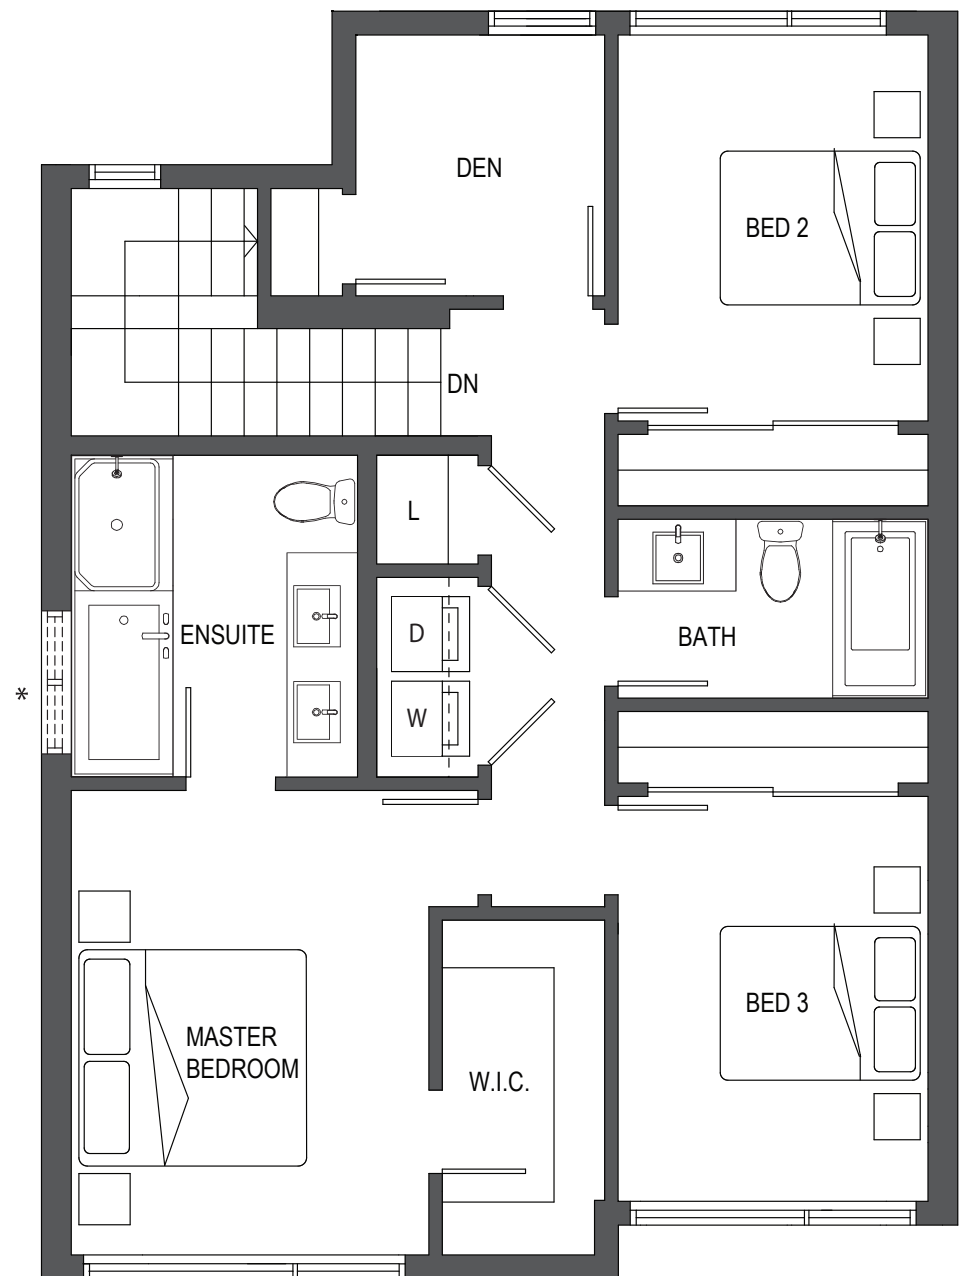 DEN
BED 2
DN
L
ENSUITE
D
BATH
*
W
MASTER
BEDROOM
BED 3
W.I.C.